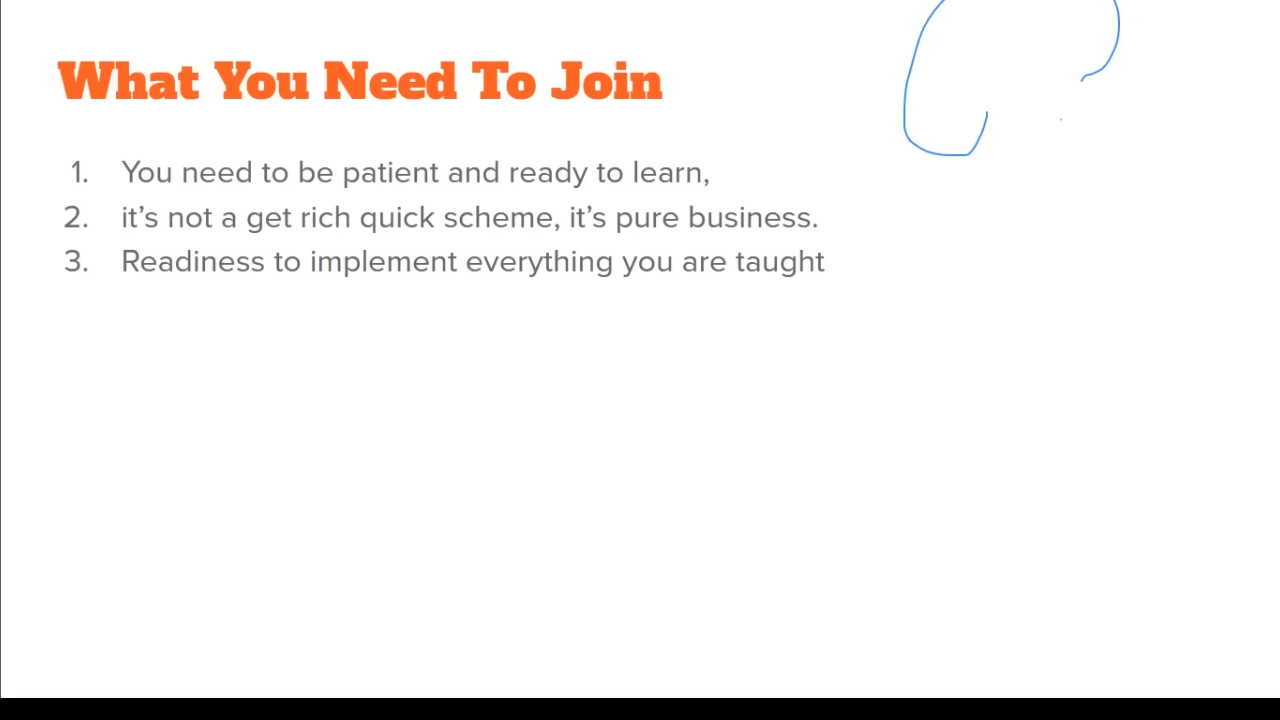 What You Need To Join
1. You need to be patient and ready to learn,
2. it’s not a get rich quick scheme, it’s pure business.
3. Readiness to implement everything you are taught